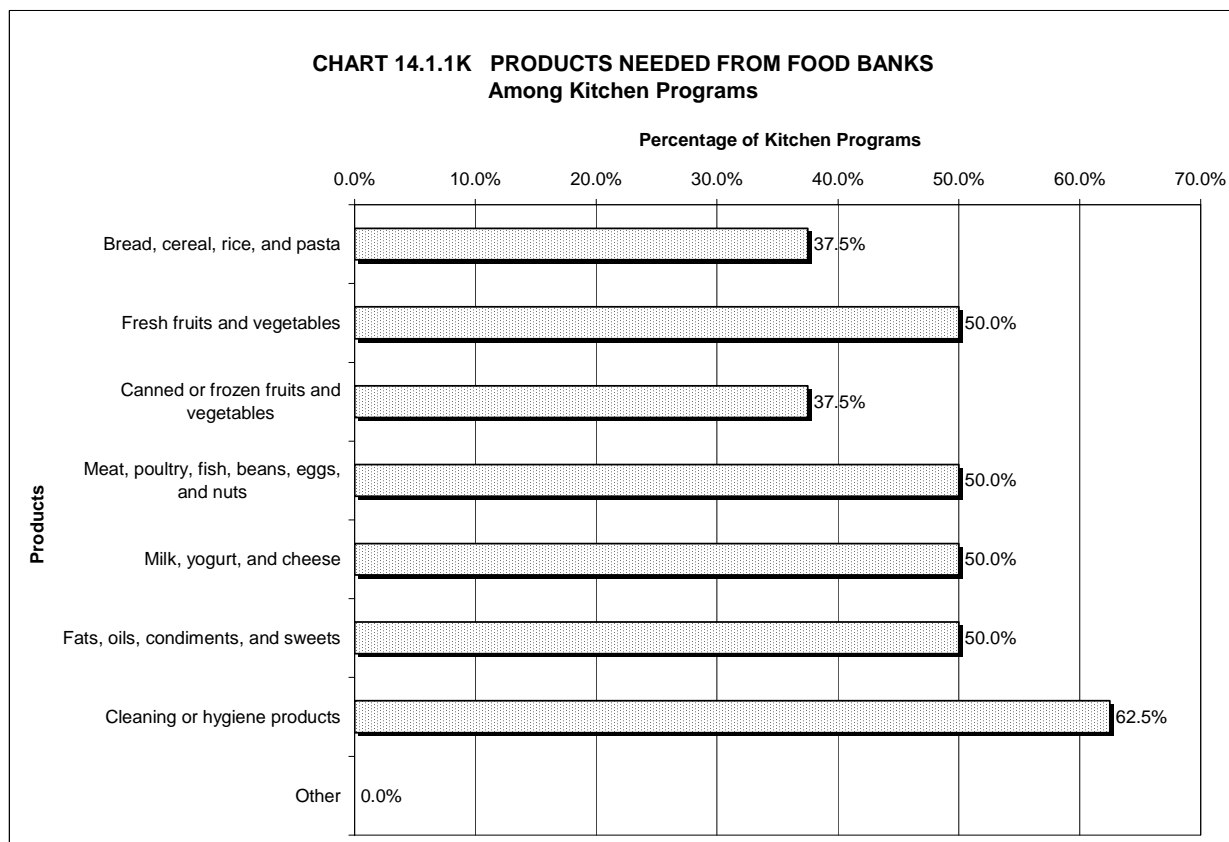 CHART 14.1.1K   PRODUCTS NEEDED FROM FOOD BANKS
Among Kitchen Programs
Percentage of Kitchen Programs
0.0% 10.0% 20.0% 30.0% 40.0% 50.0% 60.0% 70.0%
Bread, cereal, rice, and pasta 37.5%
Fresh fruits and vegetables 50.0%
Canned or frozen fruits and
vegetables 37.5%
Meat, poultry, fish, beans, eggs,
and nuts 50.0%
Milk, yogurt, and cheese 50.0%
Fats, oils, condiments, and sweets 50.0%
Cleaning or hygiene products 62.5%
Other 0.0%
Products